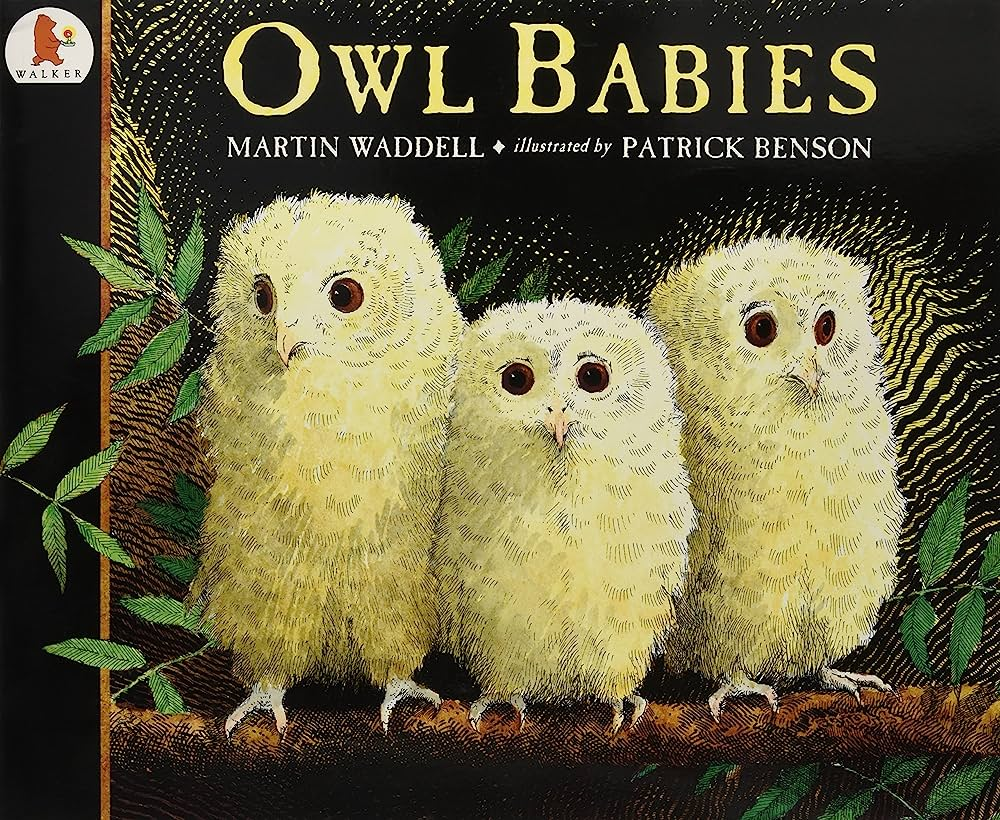 WALKER
OWL BABIES
MARTIN WADDELL ♦ illustrated by PATRICK BENSON